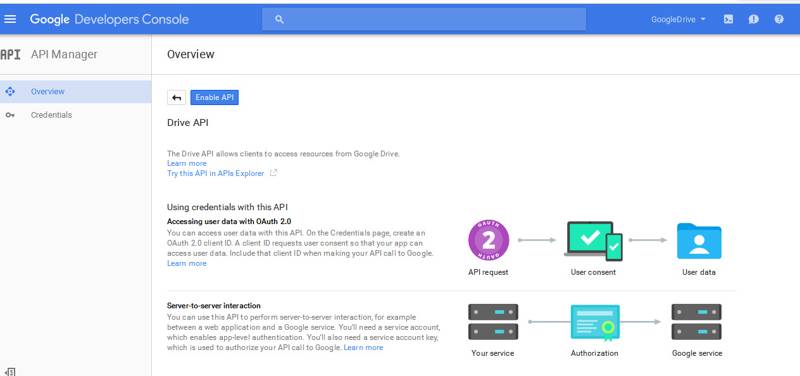 Google Developers Console
GoogleDrive
API API Manager
Overview
Overview
Credentials
Enable API
Drive API
The Drive API allows clients to access resources from Google Drive.
Learn more
Try this API in APIs Explorer
Using credentials with this API
Accessing user data with OAuth 2.0
You can access user data with this API. On the Credentials page, create an
OAuth 2.0 client ID. A client ID requests user consent so that your app can
access user data. Include that client ID when making your API call to Google.
Learn more
OAUTH
2
OAUTH
API request
User consent
User data
Server-to-server interaction
You can use this API to perform server-to-server interaction, for example
between a web application and a Google service. You'll need a service account,
which enables app-level authentication. You'll also need a service account key,
which is used to authorize your API call to Google. Learn more
Your service
Authorization
Google service